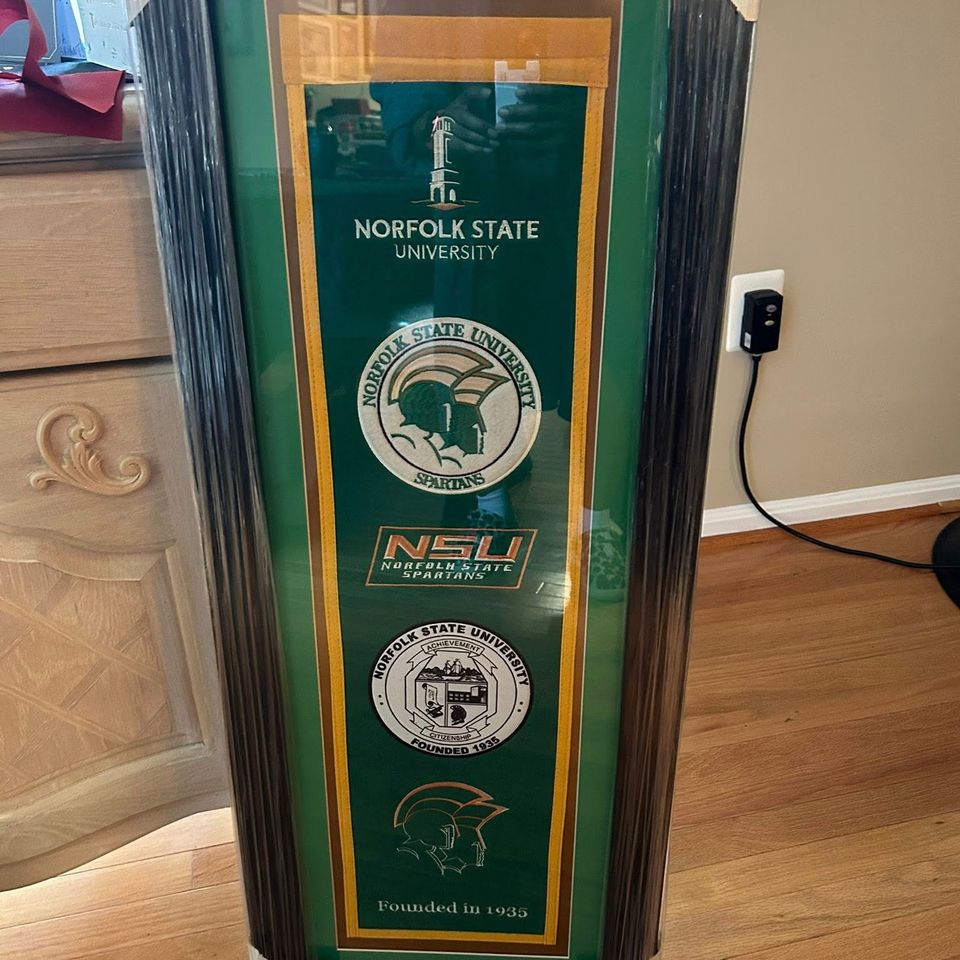 NORFOLK STATE
UNIVERSITY
NORFOLK STATE UNIVERSITY
SPARTANS
NSU
NORFOLK STATE
SPARTANS
NORFOLK STATE UNIVERSITY
ACHIEVEMENT
CITIZENSHIP
FOUNDED 1935
Founded in 1935